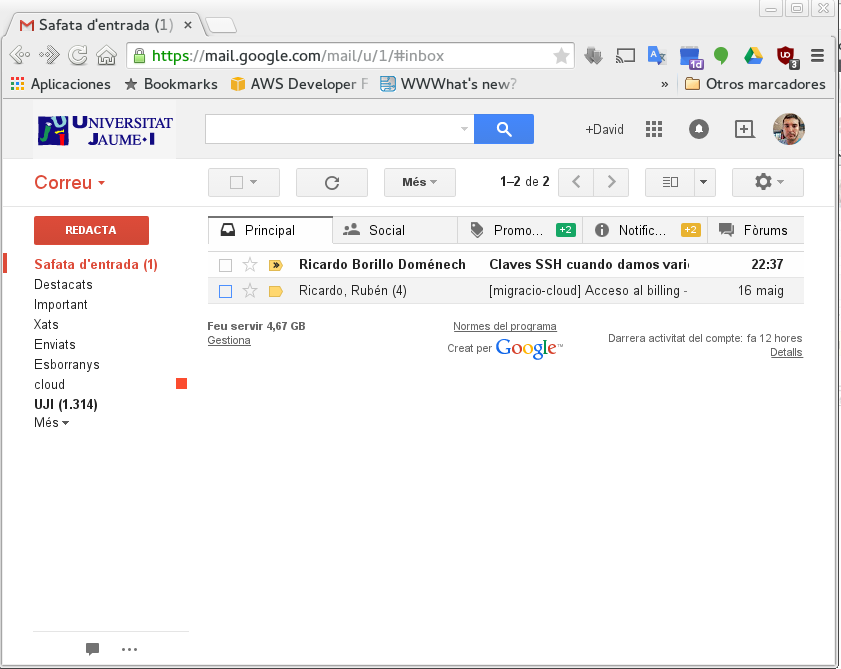 Safata d'entrada (1) ×
https://mail.google.com/mail/u/1/#inbox
1d
UD
3
Aplicaciones Bookmarks AWS Developer F WWWhat's new? » Otros marcadores
UNIVERSITAT JAUME·I
+David
Correu
Més
1–2 de 2
REDACTA
Principal Social Promo... +2 Notific... +2 Fòrums
Safata d'entrada (1)
Destacats
Important
Xats
Enviats
Esborranys
cloud
UJI (1.314)
Més
Ricardo Borillo Doménech Claves SSH cuando damos vari 22:37
Ricardo, Rubén (4) [migracio-cloud] Acceso al billing - 16 maig
Feu servir 4,67 GB
Gestiona
Normes del programa
Creat per Google™
Darrera activitat del compte: fa 12 hores
Detalls